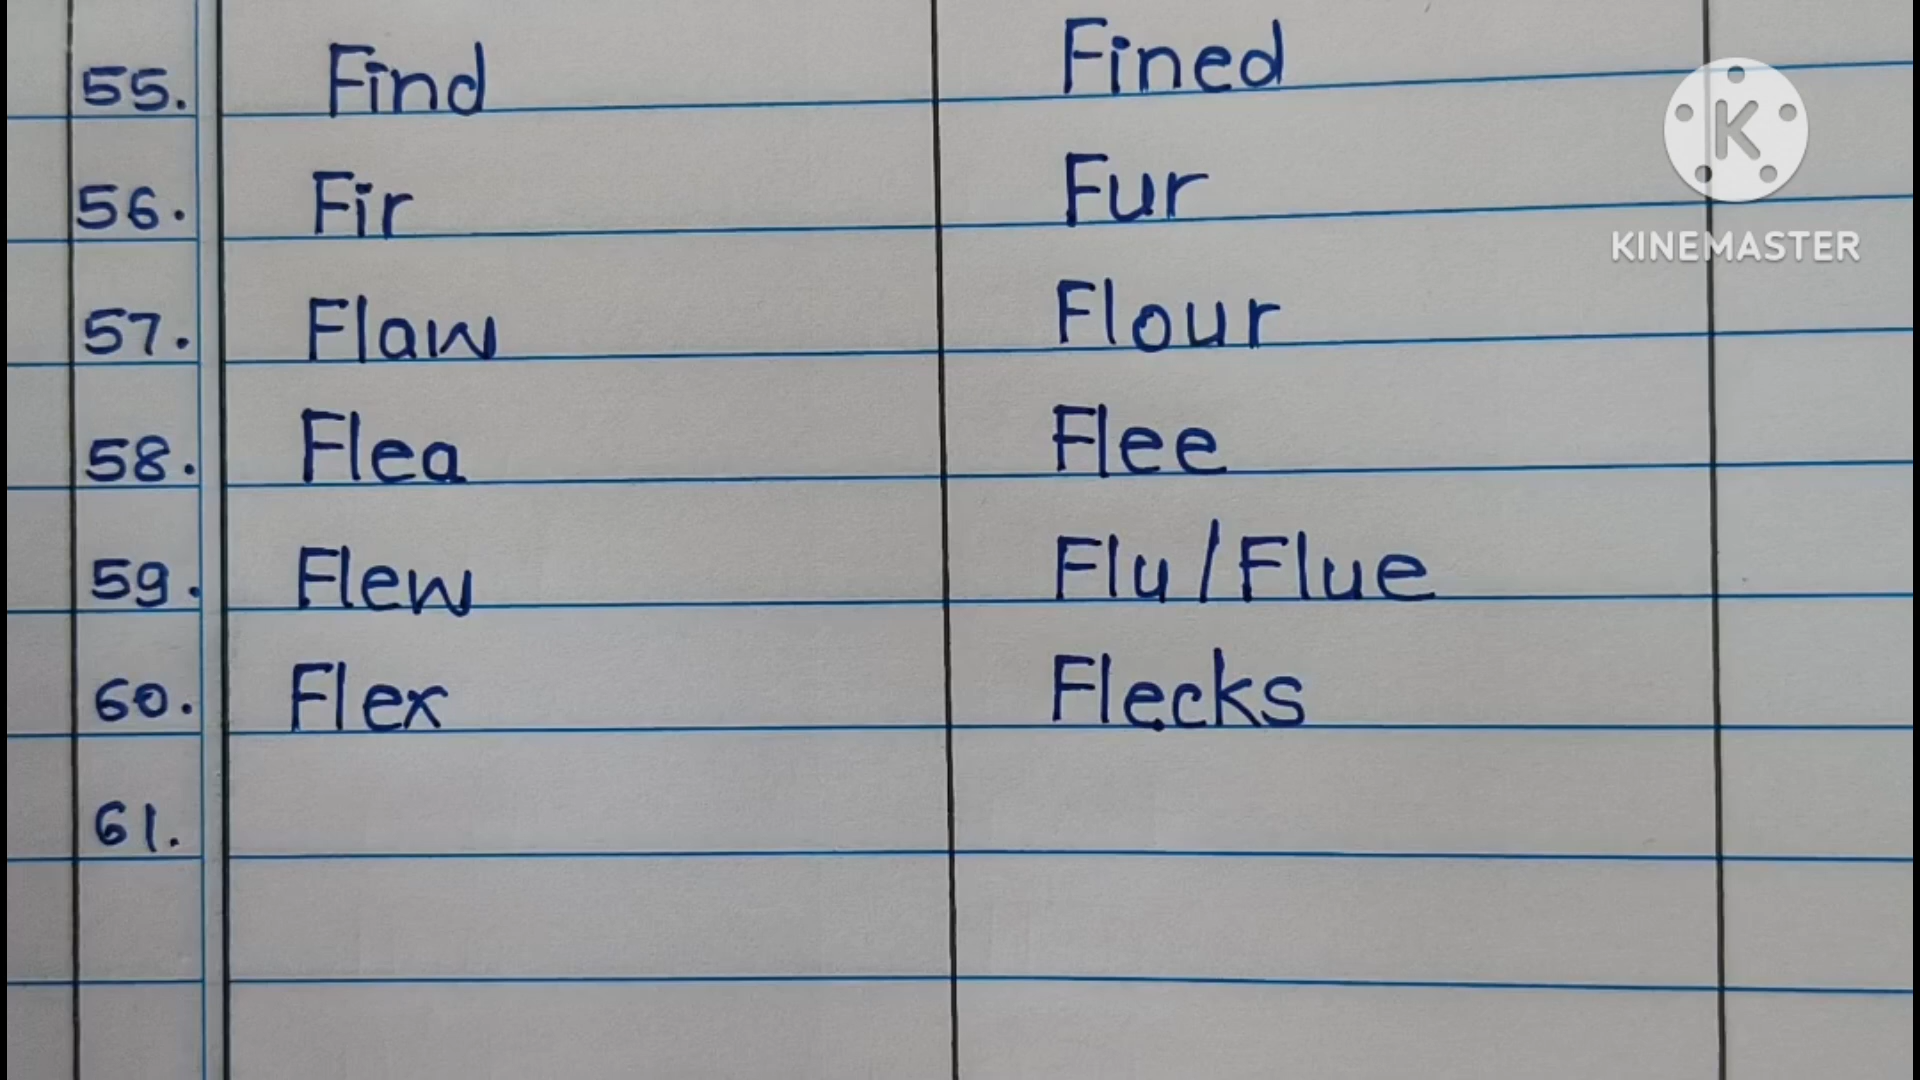 55. Find Fined
56. Fir Fur
57. Flaw Flour
58. Flea Flee
59. Flew Flu/Flue
60. Flex Flecks
61.
K
KINEMASTER